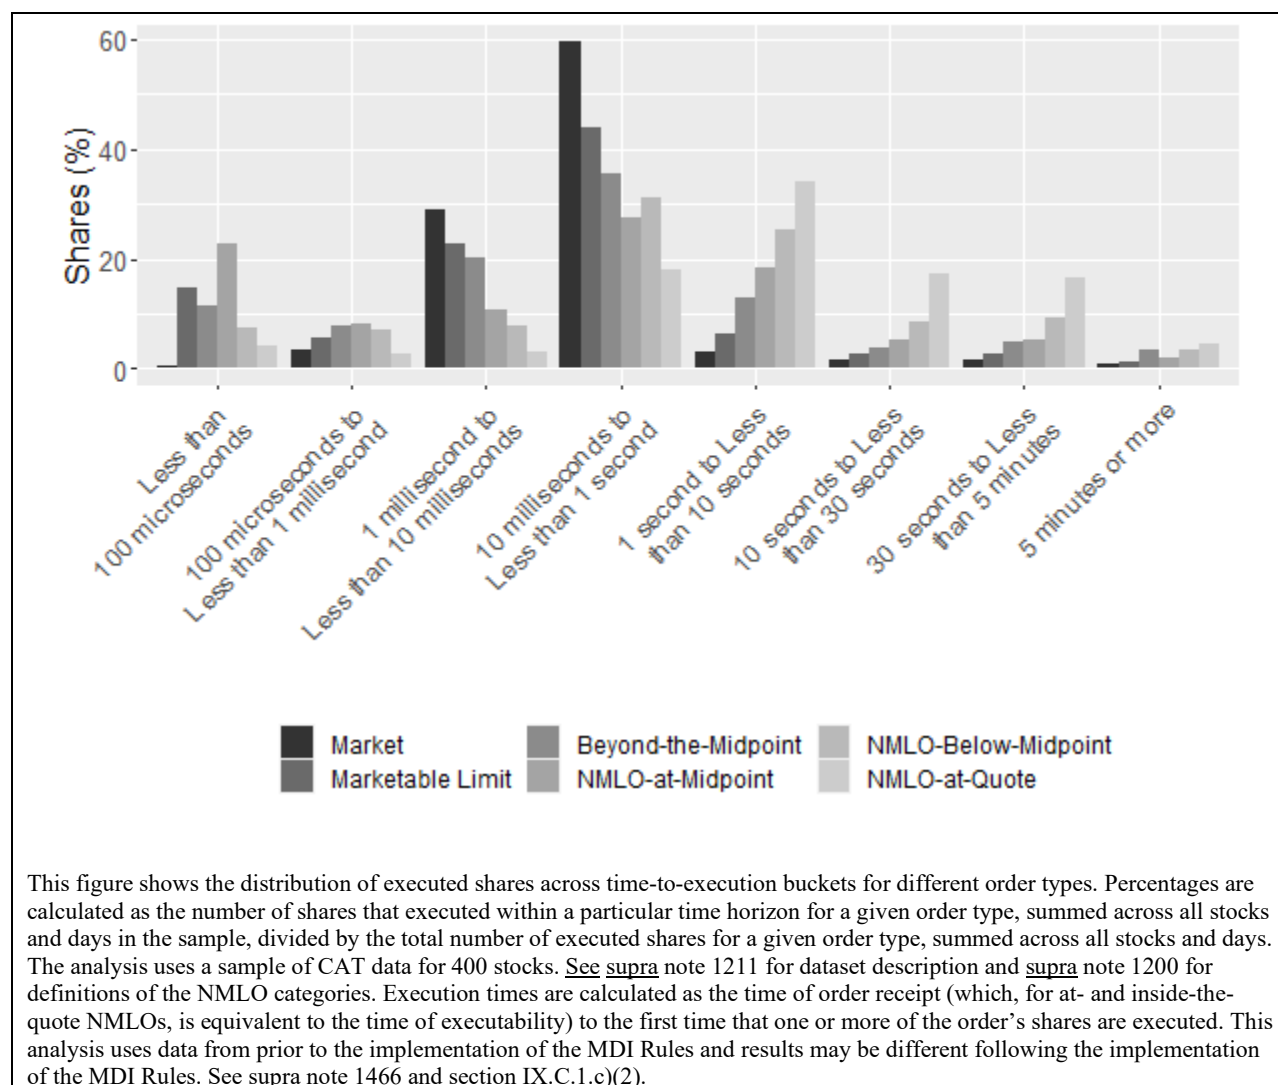 60
40
20
0
Shares (%)
Less than
100 microseconds
100 microseconds to
Less than 1 millisecond
1 millisecond to
Less than 10 milliseconds
10 milliseconds to
Less than 1 second
1 second to Less
than 10 seconds
10 seconds to Less
than 30 seconds
30 seconds to Less
than 5 minutes
5 minutes or more
Market Beyond-the-Midpoint NMLO-Below-Midpoint
Marketable Limit NMLO-at-Midpoint NMLO-at-Quote
This figure shows the distribution of executed shares across time-to-execution buckets for different order types. Percentages are
calculated as the number of shares that executed within a particular time horizon for a given order type, summed across all stocks
and days in the sample, divided by the total number of executed shares for a given order type, summed across all stocks and days.
The analysis uses a sample of CAT data for 400 stocks. See supra note 1211 for dataset description and supra note 1200 for
definitions of the NMLO categories. Execution times are calculated as the time of order receipt (which, for at- and inside-the-
quote NMLOs, is equivalent to the time of executability) to the first time that one or more of the order’s shares are executed. This
analysis uses data from prior to the implementation of the MDI Rules and results may be different following the implementation
of the MDI Rules. See supra note 1466 and section IX.C.1.c)(2).